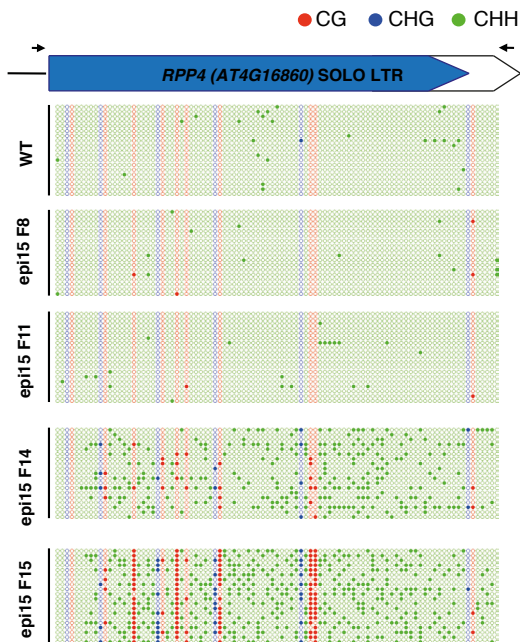 CG CHG CHH
RPP4 (AT4G16860) SOLO LTR
WT
epi15 F8
epi15 F11
epi15 F14
epi15 F15